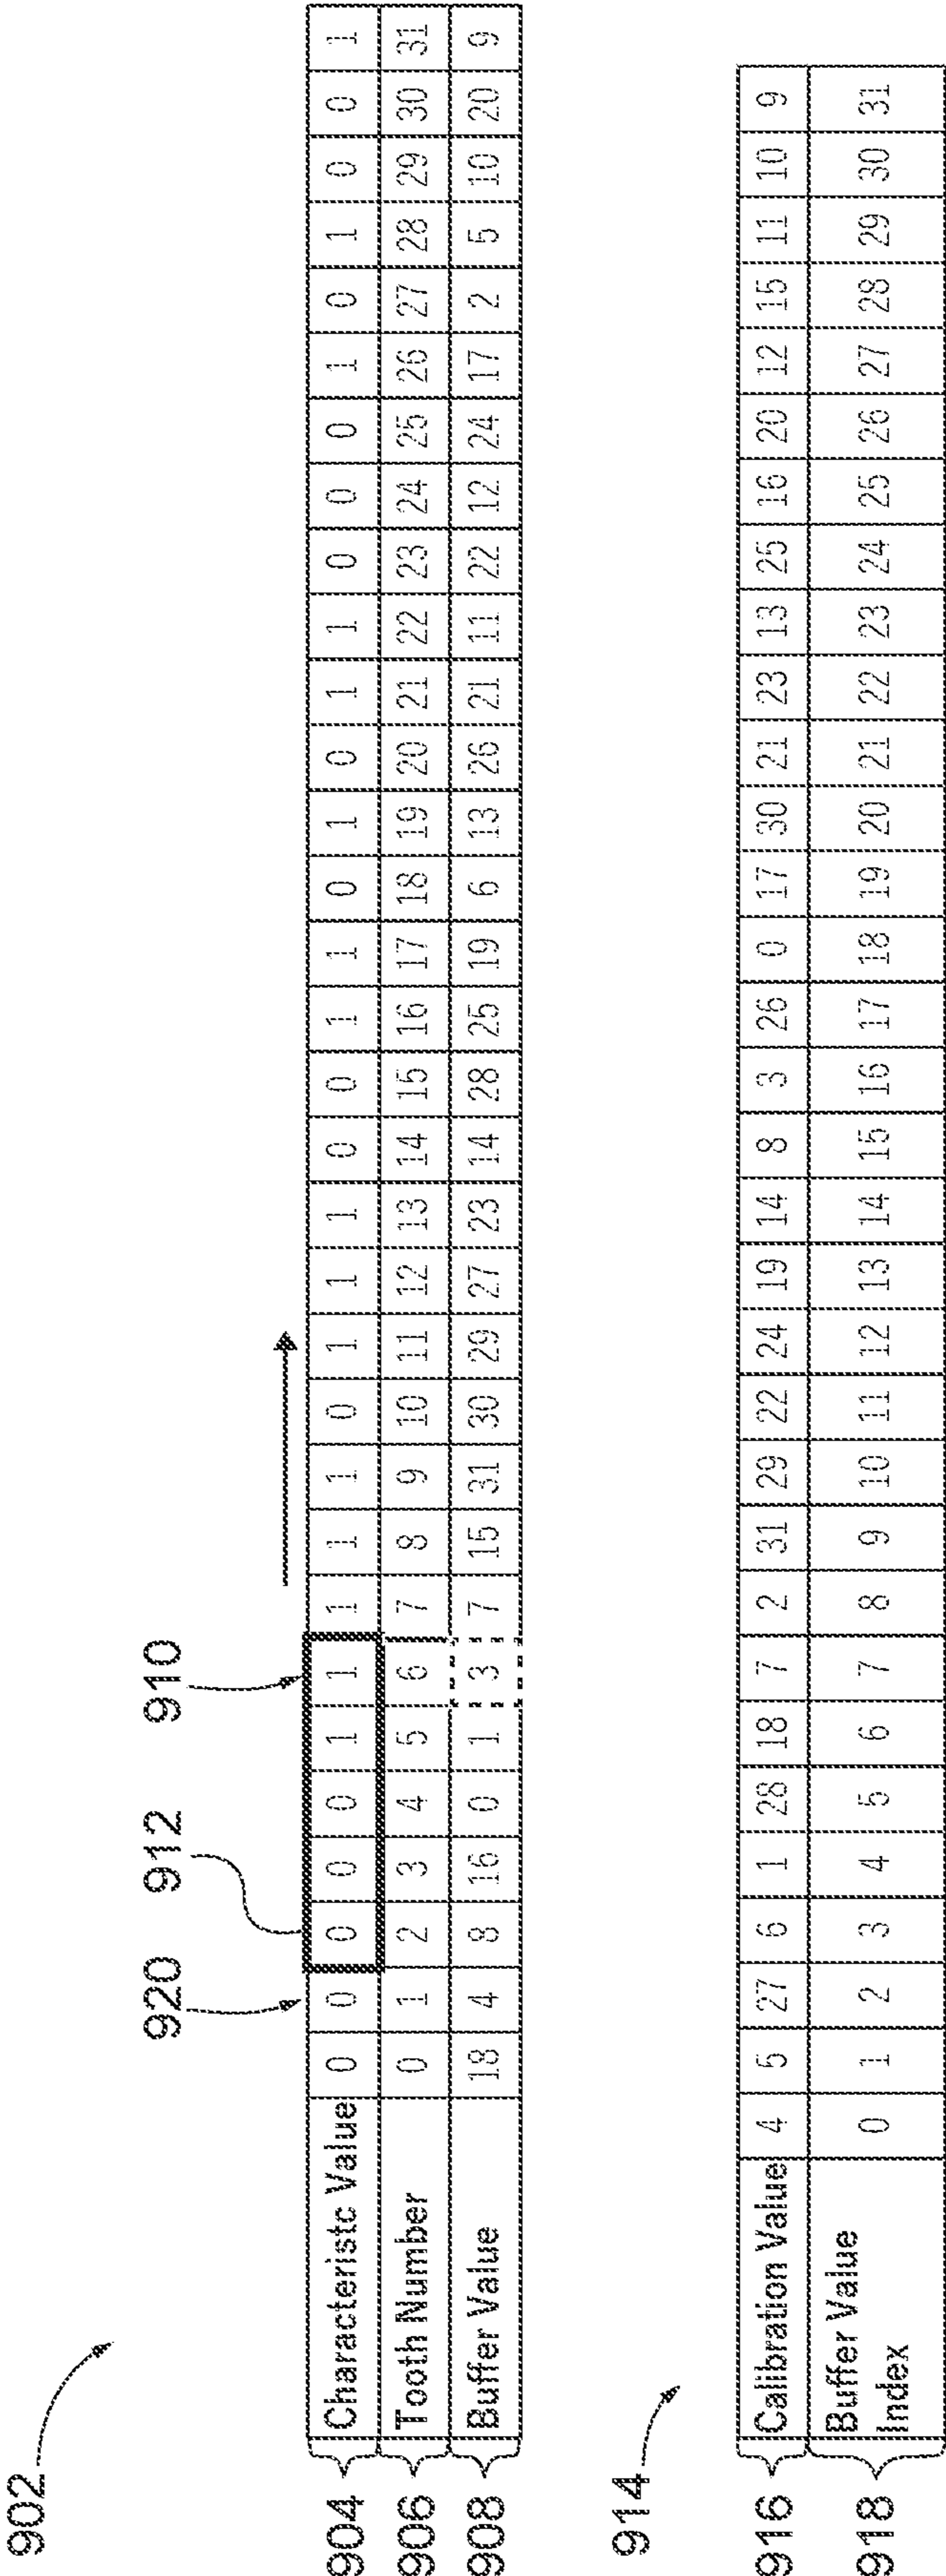 902
920 912 910
904 Characteristc Value 0 0 0 0 0 1 1 1 1 1 0 1 1 1 0 0 1 1 0 1 0 1 1 0 0 0 1 0 1 0 0 1
906 Tooth Number 0 1 2 3 4 5 6 7 8 9 10 11 12 13 14 15 16 17 18 19 20 21 22 23 24 25 26 27 28 29 30 31
908 Buffer Value 18 4 8 16 0 1 3 7 15 31 30 29 27 23 14 28 25 19 6 13 26 21 11 22 12 24 17 2 5 10 20 9
914
916 Calibration Value 4 5 27 6 1 28 18 7 2 31 29 22 24 19 14 8 3 26 0 17 30 21 23 13 25 16 20 12 15 11 10 9
918 Buffer Value 0 1 2 3 4 5 6 7 8 9 10 11 12 13 14 15 16 17 18 19 20 21 22 23 24 25 26 27 28 29 30 31
Index